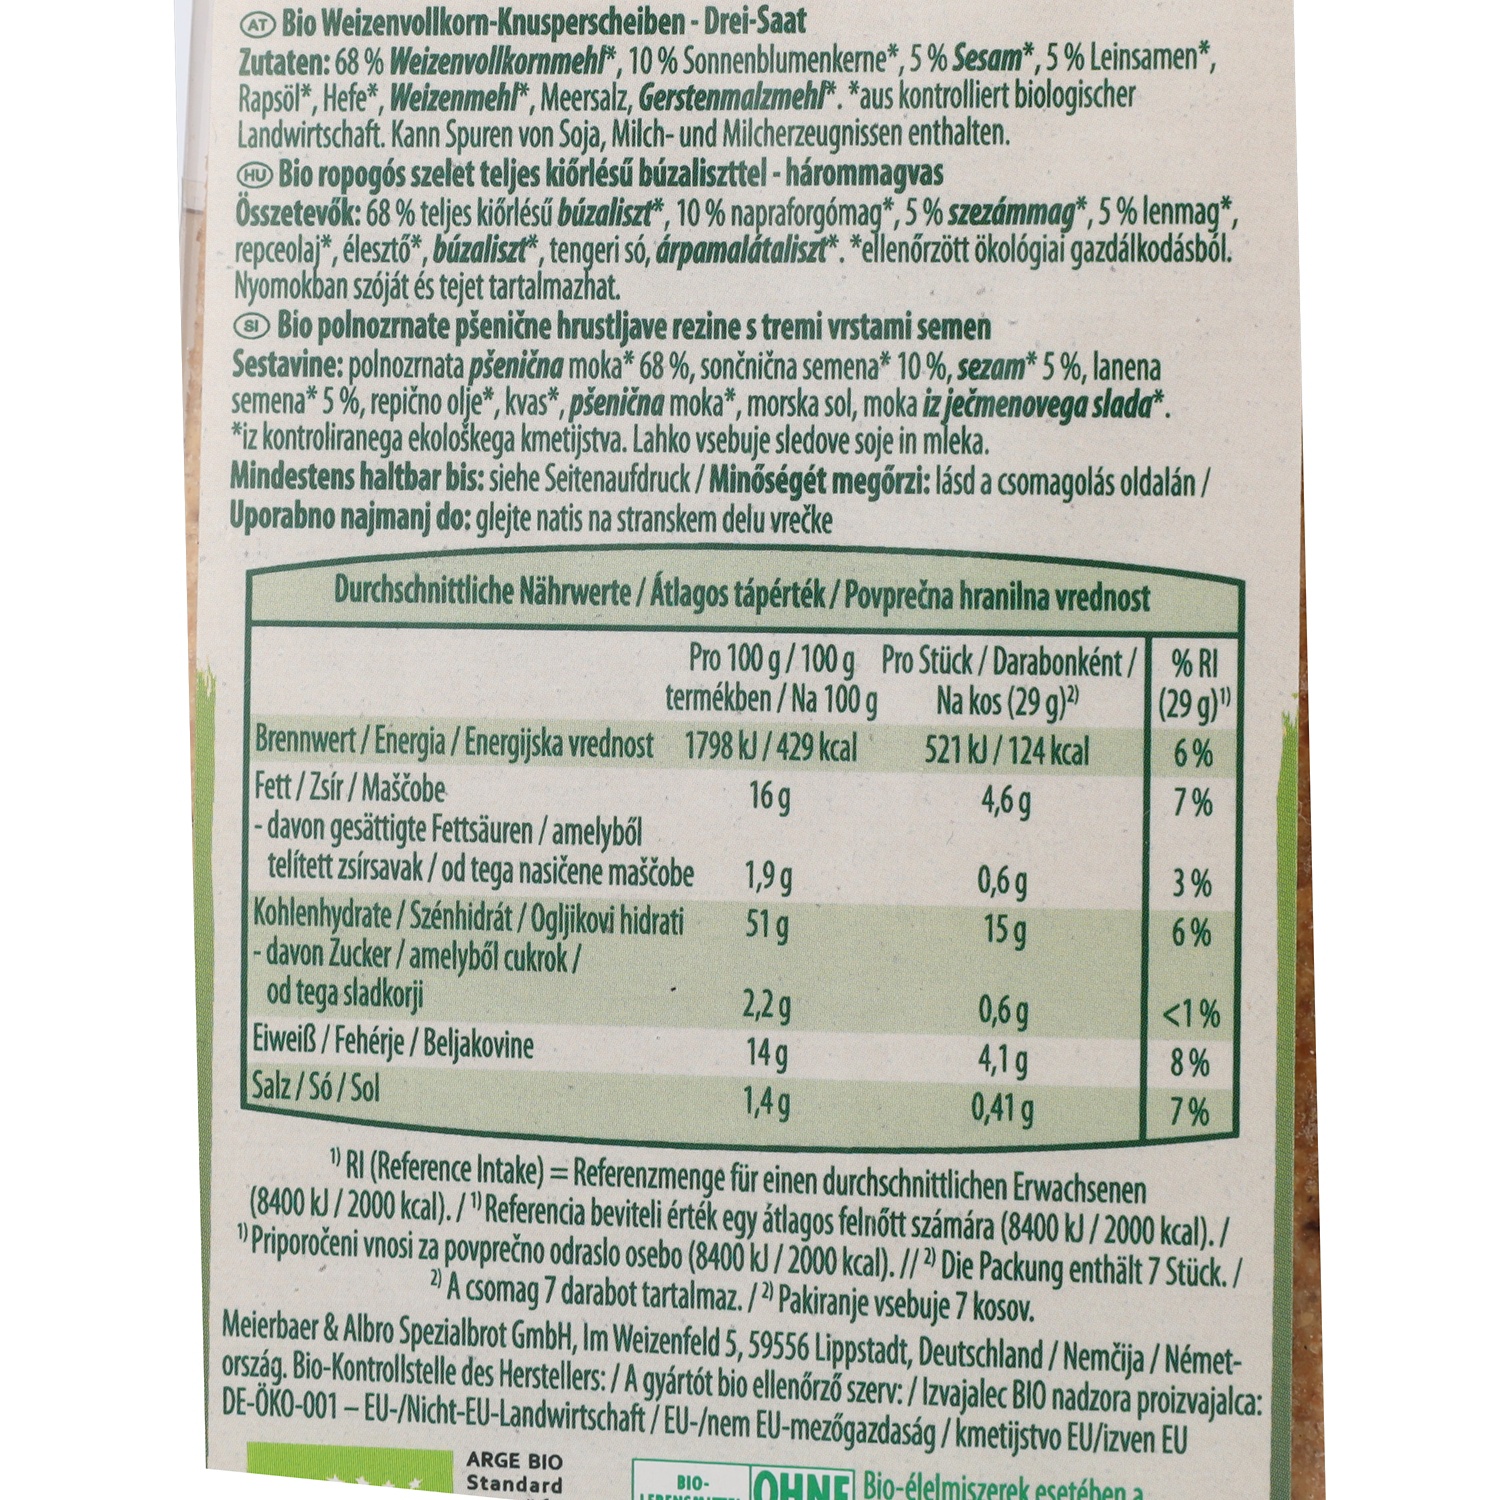 AT Bio Weizenvollkorn-Knusperscheiben - Drei-Saat
Zutaten: 68 % Weizenvollkornmehl*, 10 % Sonnenblumenkerne*, 5 % Sesam*, 5 % Leinsamen*,
Rapsöl*, Hefe*, Weizenmehl*, Meersalz, Gerstenmalzmehl*. *aus kontrolliert biologischer
Landwirtschaft. Kann Spuren von Soja, Milch- und Milcherzeugnissen enthalten.
HU Bio ropogós szelet teljes kiőrlésű búzaliszttel - hárommagvas
Összetevők: 68 % teljes kiőrlésű búzaliszt*, 10 % napraforgómag*, 5 % szezámmag*, 5 % lenmag*,
repceolaj*, élesztő*, búzaliszt*, tengeri só, árpamalátaliszt*. *ellenőrzött ökológiai gazdálkodásból.
Nyomokban szóját és tejet tartalmazhat.
SI Bio polnozrnate pšenične hrustljave rezine s tremi vrstami semen
Sestavine: polnozrnata pšenična moka* 68 %, sončnična semena* 10 %, sezam* 5 %, lanena
semena* 5 %, repično olje*, kvas*, pšenična moka*, morska sol, moka iz ječmenovega slada*.
*iz kontroliranega ekološkega kmetijstva. Lahko vsebuje sledove soje in mleka.
Mindestens haltbar bis: siehe Seitenaufdruck / Minőségét megőrzi: lásd a csomagolás oldalán /
Uporabno najmanj do: glejte natis na stranskem delu vrečke
Durchschnittliche Nährwerte / Átlagos tápérték / Povprečna hranilna vrednost
Pro 100 g / 100 g Pro Stück / Darabonként / % RI
termékben / Na 100 g Na kos (29 g)²⁾ (29 g)¹⁾
Brennwert / Energia / Energijska vrednost 1798 kJ / 429 kcal 521 kJ / 124 kcal 6 %
Fett / Zsír / Maščobe 16 g 4,6 g 7 %
- davon gesättigte Fettsäuren / amelyből
telített zsírsavak / od tega nasičene maščobe 1,9 g 0,6 g 3 %
Kohlenhydrate / Szénhidrát / Ogljikovi hidrati 51 g 15 g 6 %
- davon Zucker / amelyből cukrok /
od tega sladkorji 2,2 g 0,6 g <1 %
Eiweiß / Fehérje / Beljakovine 14 g 4,1 g 8 %
Salz / Só / Sol 1,4 g 0,41 g 7 %
¹⁾ RI (Reference Intake) = Referenzmenge für einen durchschnittlichen Erwachsenen
(8400 kJ / 2000 kcal). / ¹⁾ Referencia beviteli érték egy átlagos felnőtt számára (8400 kJ / 2000 kcal). /
¹⁾ Priporočeni vnosi za povprečno odraslo osebo (8400 kJ / 2000 kcal). // ²⁾ Die Packung enthält 7 Stück. /
²⁾ A csomag 7 darabot tartalmaz. / ²⁾ Pakiranje vsebuje 7 kosov.
Meierbaer & Albro Spezialbrot GmbH, Im Weizenfeld 5, 59556 Lippstadt, Deutschland / Nemčija / Német-
ország. Bio-Kontrollstelle des Herstellers: / A gyártót bio ellenőrző szerv: / Izvajalec BIO nadzora proizvajalca:
DE-ÖKO-001 – EU-/Nicht-EU-Landwirtschaft / EU-/nem EU-mezőgazdaság / kmetijstvo EU/izven EU
ARGE BIO
Standard
BIO-
OHNE
Bio-élelmiszerek esetében a